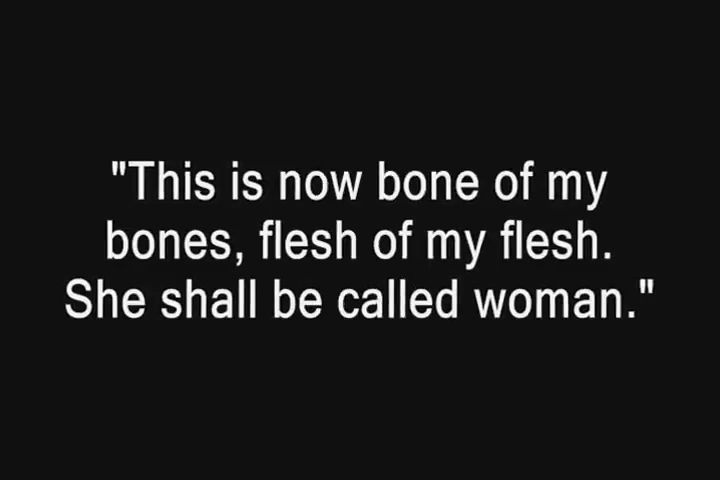 "This is now bone of my
bones, flesh of my flesh.
She shall be called woman."